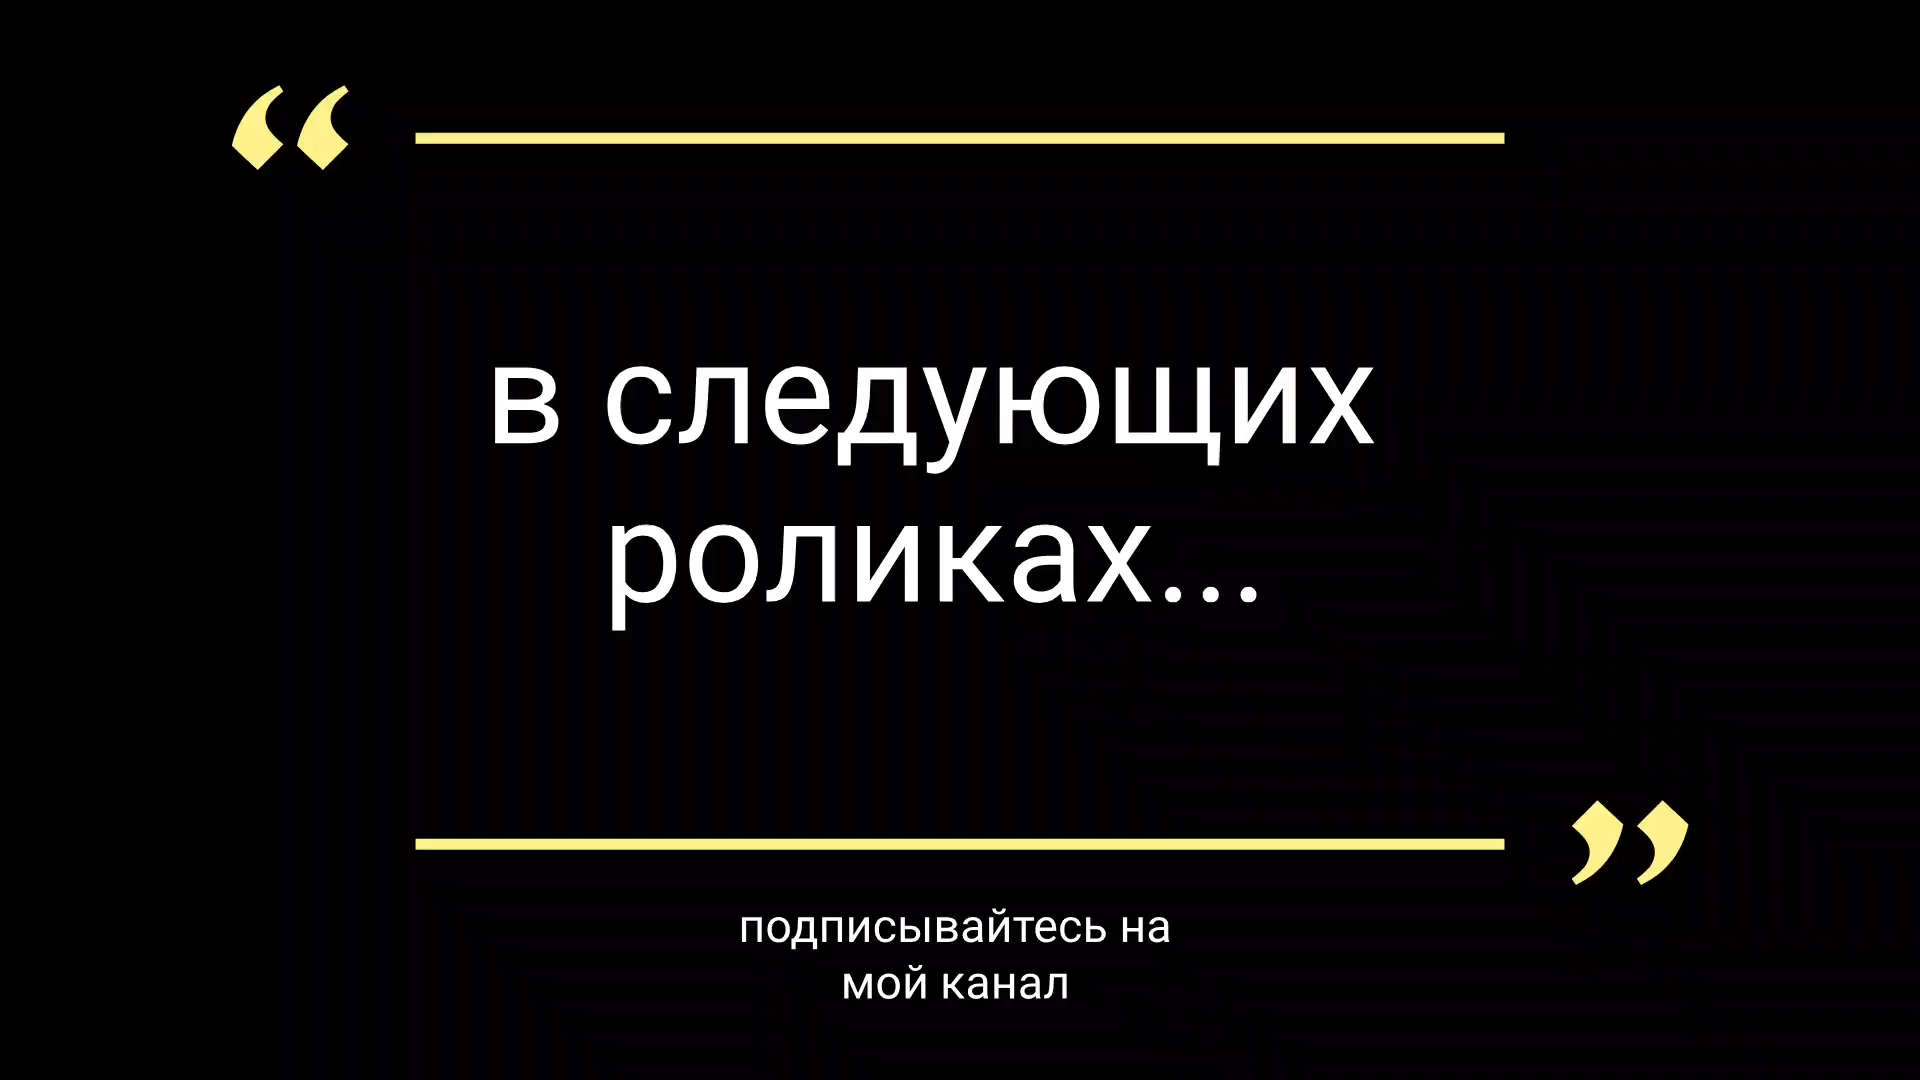 в следующих
роликах...
подписывайтесь на
мой канал